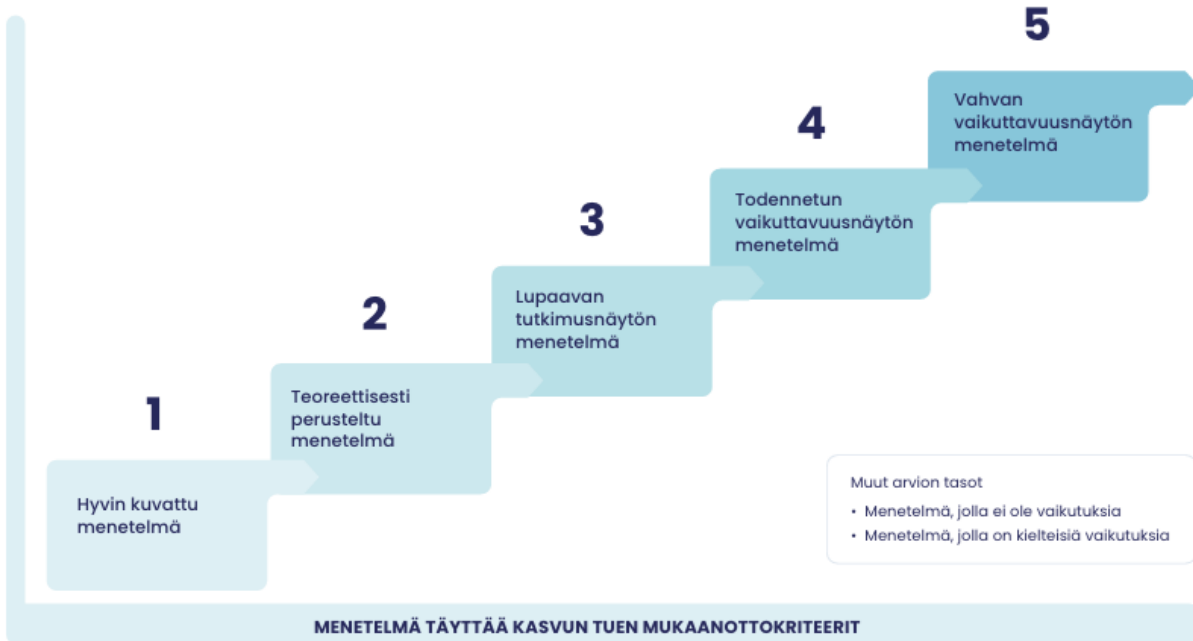 1
Hyvin kuvattu
menetelmä
2
Teoreettisesti
perusteltu
menetelmä
3
Lupaavan
tutkimusnäytön
menetelmä
4
Todennetun
vaikuttavuusnäytön
menetelmä
5
Vahvan
vaikuttavuusnäytön
menetelmä
Muut arvion tasot
• Menetelmä, jolla ei ole vaikutuksia
• Menetelmä, jolla on kielteisiä vaikutuksia
MENETELMÄ TÄYTTÄÄ KASVUN TUEN MUKAANOTTOKRITEERIT